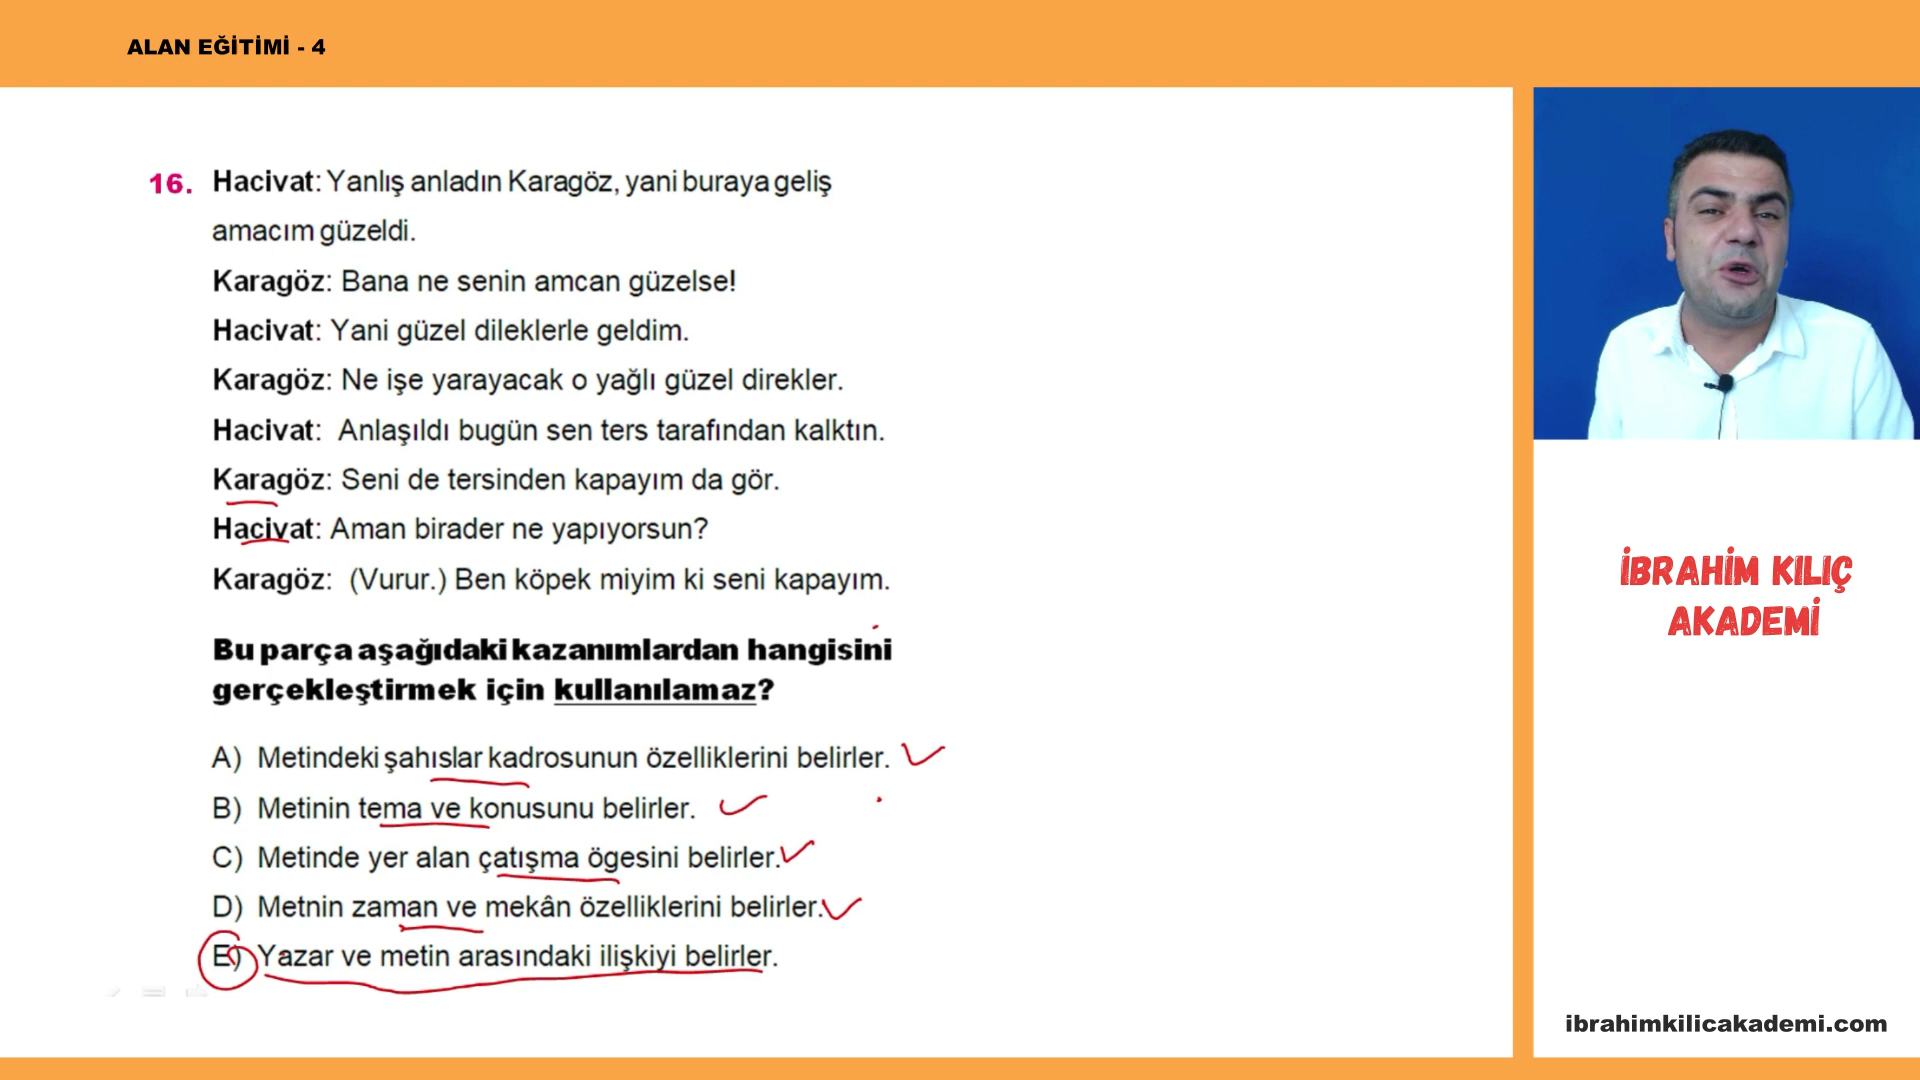 ALAN EĞİTİMİ - 4
16. Hacivat: Yanlış anladın Karagöz, yani buraya geliş
amacım güzeldi.
Karagöz: Bana ne senin amcan güzelse!
Hacivat: Yani güzel dileklerle geldim.
Karagöz: Ne işe yarayacak o yağlı güzel direkler.
Hacivat: Anlaşıldı bugün sen ters tarafından kalktın.
Karagöz: Seni de tersinden kapayım da gör.
Hacivat: Aman birader ne yapıyorsun?
Karagöz: (Vurur.) Ben köpek miyim ki seni kapayım.
Bu parça aşağıdaki kazanımlardan hangisini
gerçekleştirmek için kullanılamaz?
A) Metindeki şahıslar kadrosunun özelliklerini belirler.
B) Metinin tema ve konusunu belirler.
C) Metinde yer alan çatışma ögesini belirler.
D) Metnin zaman ve mekân özelliklerini belirler.
E) Yazar ve metin arasındaki ilişkiyi belirler.
İBRAHİM KILIÇ
AKADEMİ
ibrahimkilicakademi.com